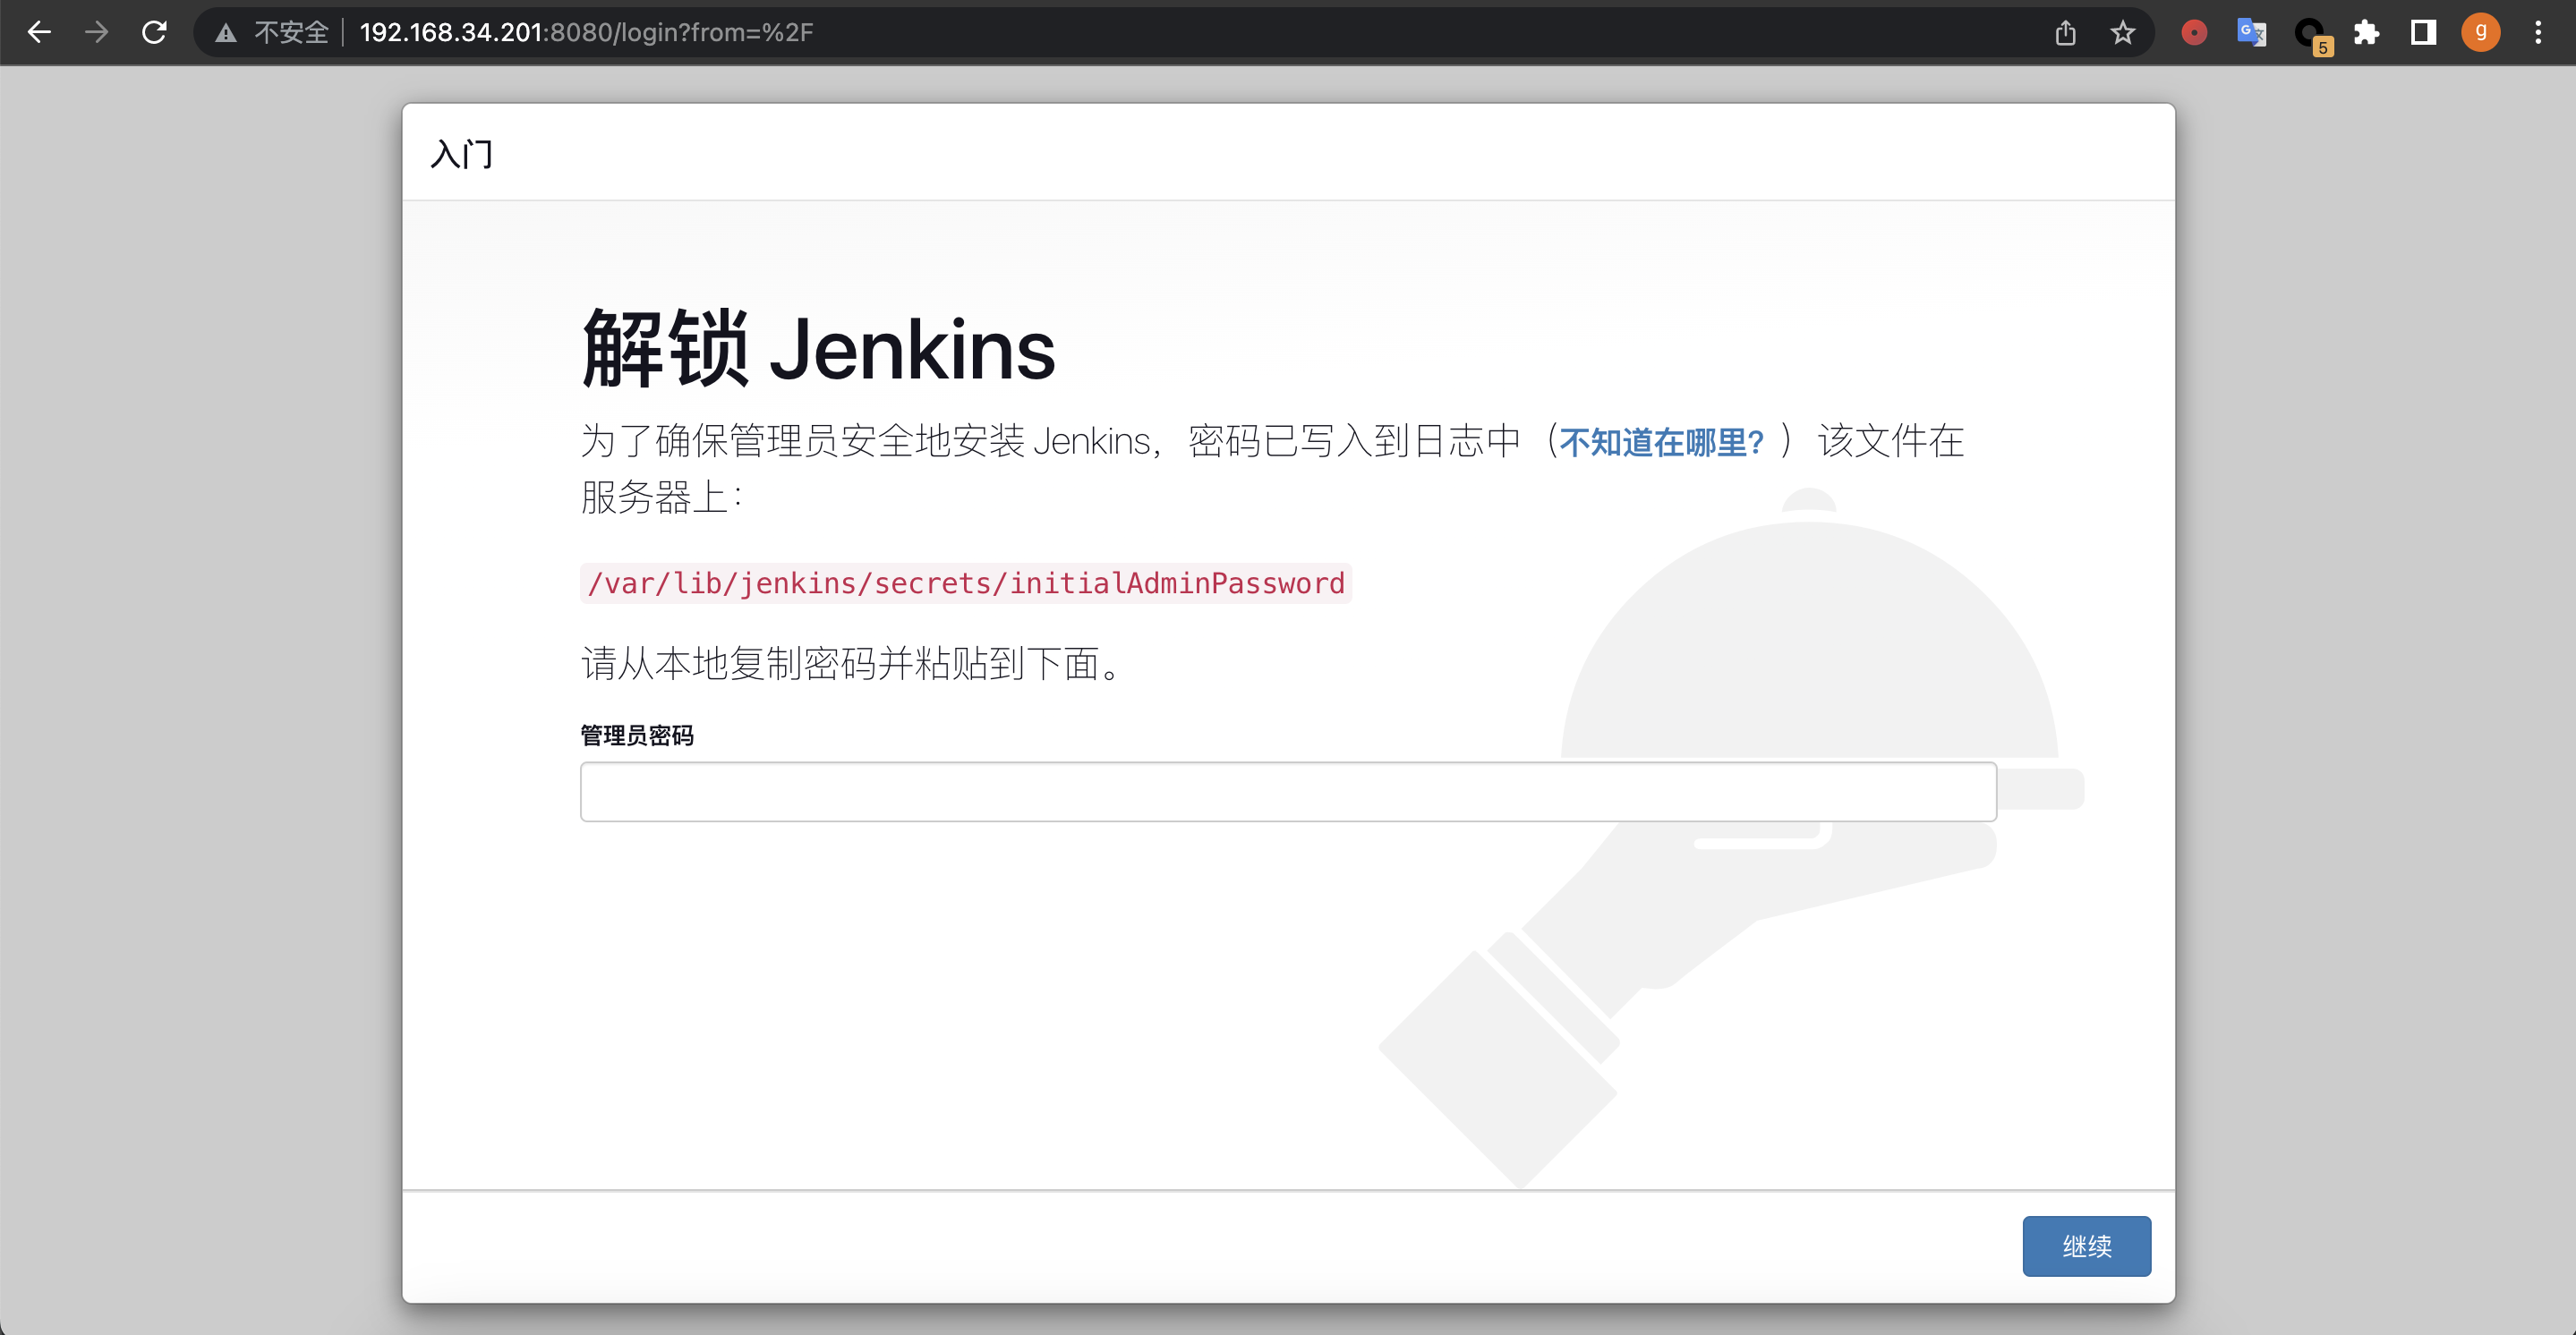 不安全 192.168.34.201:8080/login?from=%2F
5
g
入门
解锁 Jenkins
为了确保管理员安全地安装 Jenkins，密码已写入到日志中（不知道在哪里？）该文件在
服务器上：
/var/lib/jenkins/secrets/initialAdminPassword
请从本地复制密码并粘贴到下面。
管理员密码
继续